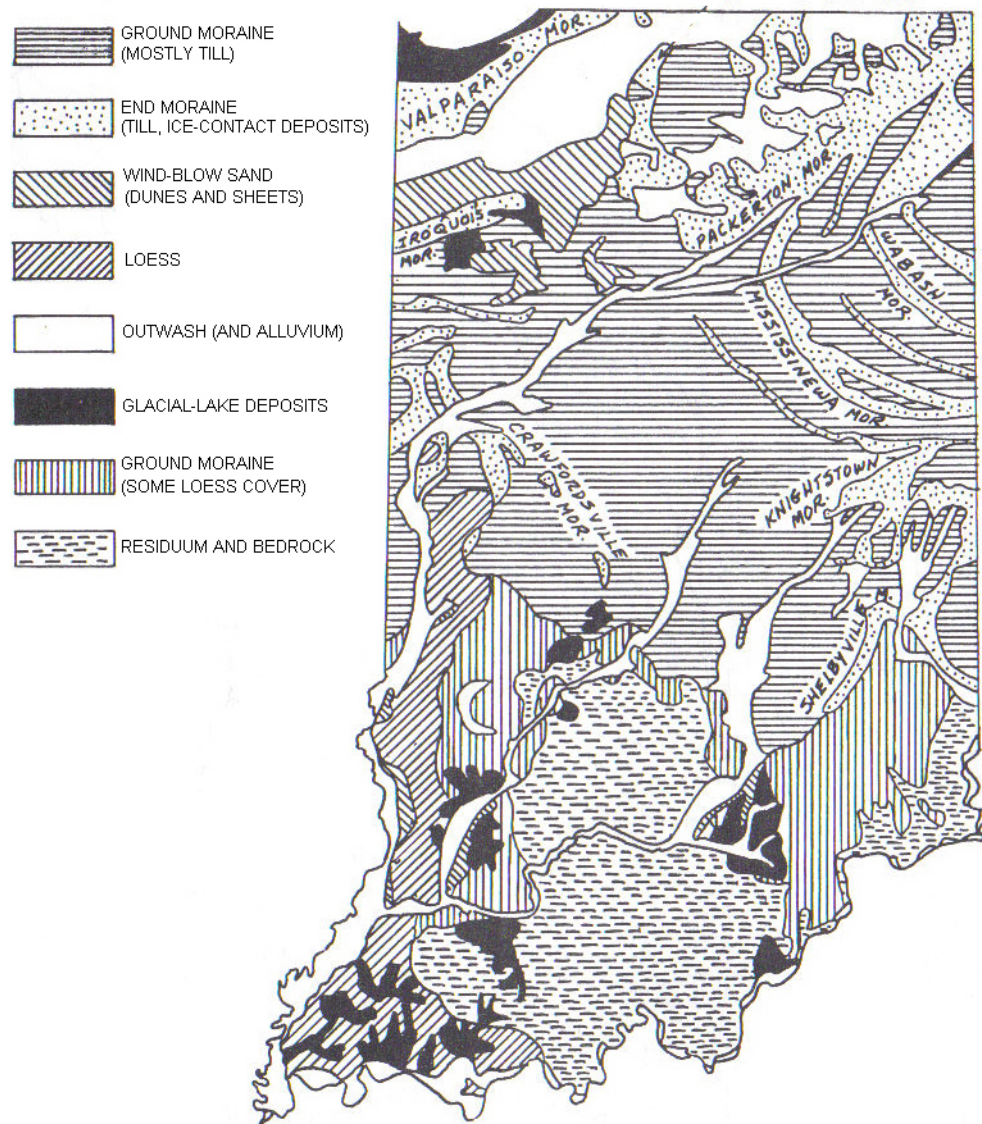 GROUND MORAINE
(MOSTLY TILL)
END MORAINE
(TILL, ICE-CONTACT DEPOSITS)
WIND-BLOW SAND
(DUNES AND SHEETS)
LOESS
OUTWASH (AND ALLUVIUM)
GLACIAL-LAKE DEPOSITS
GROUND MORAINE
(SOME LOESS COVER)
RESIDUUM AND BEDROCK
VALPARAISO MOR.
IROQUOIS
MOR.
PACKERTON MOR.
WABASH
MOR.
MISSISSINEWA MOR.
CRAWFORDSVILLE
MOR.
KNIGHTSTOWN
MOR.
SHELBYVILLE M.